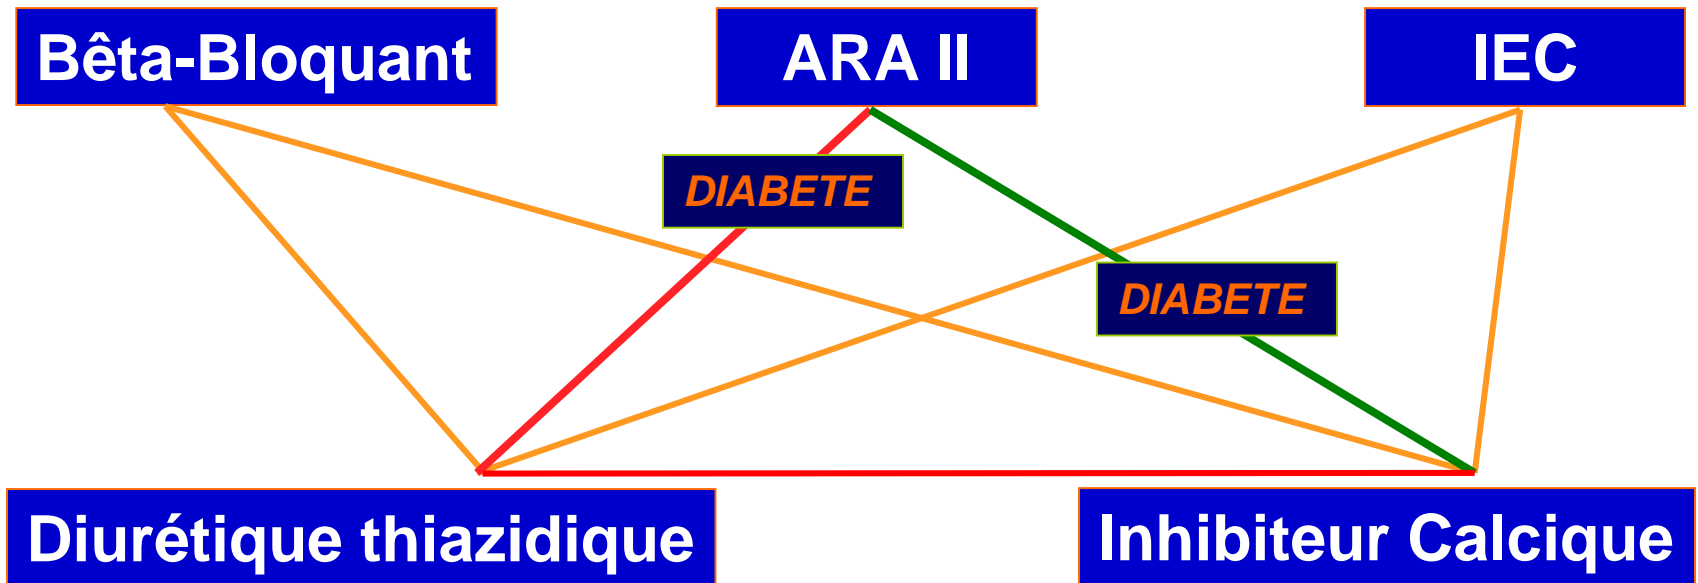 Bêta-Bloquant
ARA II
IEC
DIABETE
DIABETE
Diurétique thiazidique
Inhibiteur Calcique